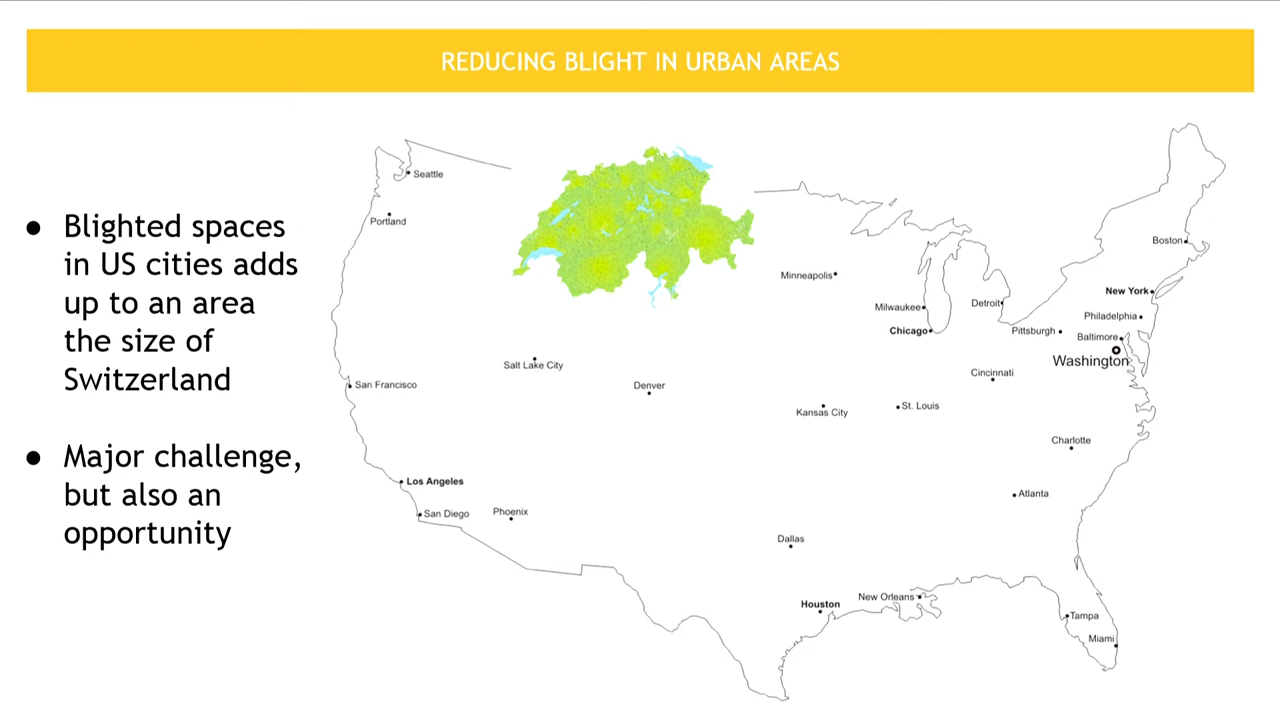 REDUCING BLIGHT IN URBAN AREAS
● Blighted spaces
in US cities adds
up to an area
the size of
Switzerland
● Major challenge,
but also an
opportunity
Seattle
Portland
Boston
Minneapolis
New York
Milwaukee
Detroit
Philadelphia
Chicago
Pittsburgh
Baltimore
Washington
Salt Lake City
Cincinnati
San Francisco
Denver
Kansas City
St. Louis
Charlotte
Los Angeles
Atlanta
San Diego
Phoenix
Dallas
New Orleans
Houston
Tampa
Miami